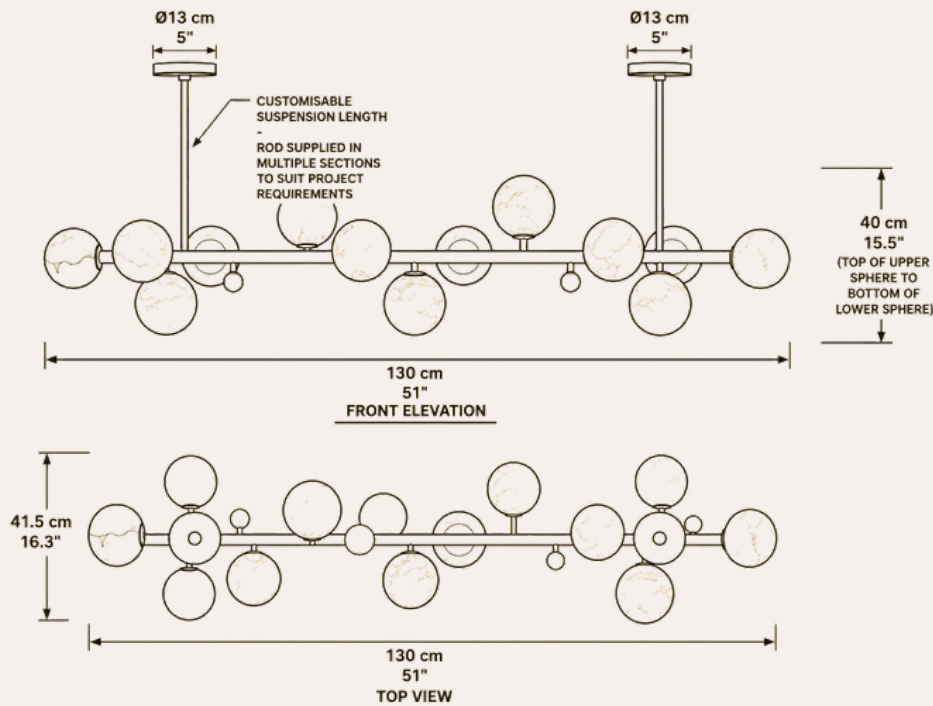 Ø13 cm
5"
Ø13 cm
5"
CUSTOMISABLE
SUSPENSION LENGTH
-
ROD SUPPLIED IN
MULTIPLE SECTIONS
TO SUIT PROJECT
REQUIREMENTS
40 cm
15.5"
(TOP OF UPPER
SPHERE TO
BOTTOM OF
LOWER SPHERE)
130 cm
51"
FRONT ELEVATION
41.5 cm
16.3"
130 cm
51"
TOP VIEW